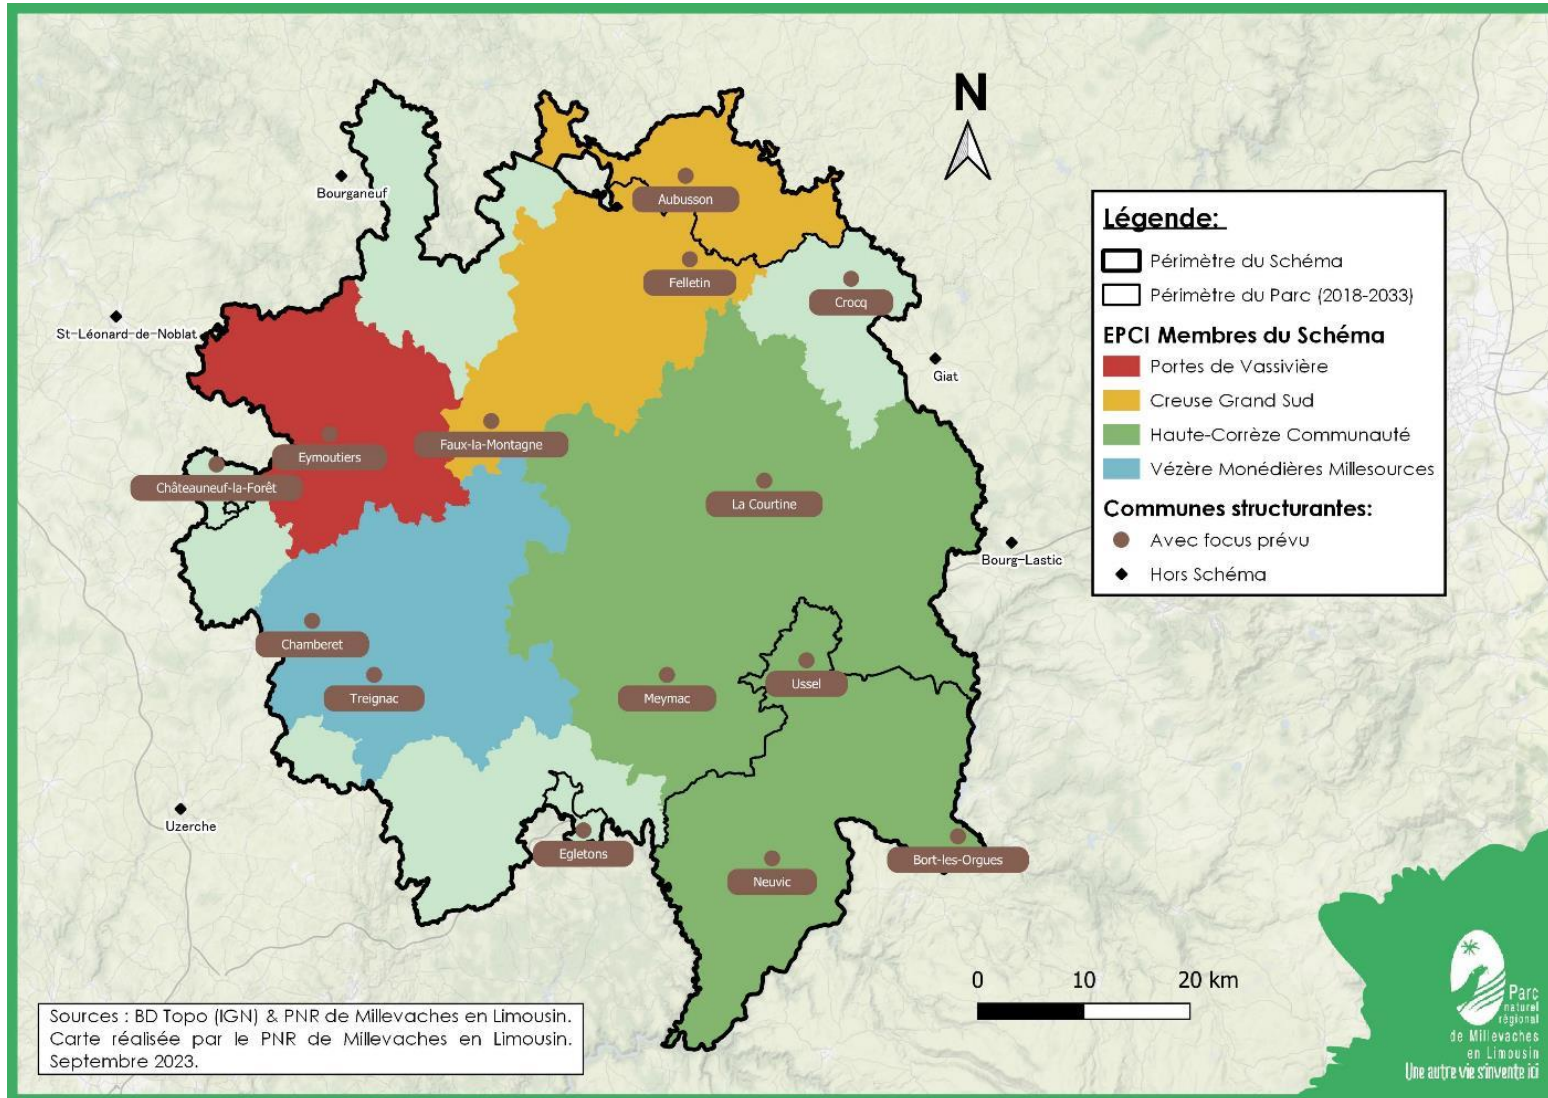 N
Bourganeuf
Aubusson
Felletin
Crocq
St-Léonard-de-Noblat
Giat
Faux-la-Montagne
Eymoutiers
Châteauneuf-la-Forêt
La Courtine
Bourg-Lastic
Chamberet
Treignac
Meymac
Ussel
Uzerche
Egletons
Neuvic
Bort-les-Orgues
Légende:
Périmètre du Schéma
Périmètre du Parc (2018-2033)
EPCI Membres du Schéma
Portes de Vassivière
Creuse Grand Sud
Haute-Corrèze Communauté
Vézère Monédières Millesources
Communes structurantes:
Avec focus prévu
Hors Schéma
0 10 20 km
Sources : BD Topo (IGN) & PNR de Millevaches en Limousin.
Carte réalisée par le PNR de Millevaches en Limousin.
Septembre 2023.
Parc
naturel
régional
de Millevaches
en Limousin
Une autre vie s'invente ici